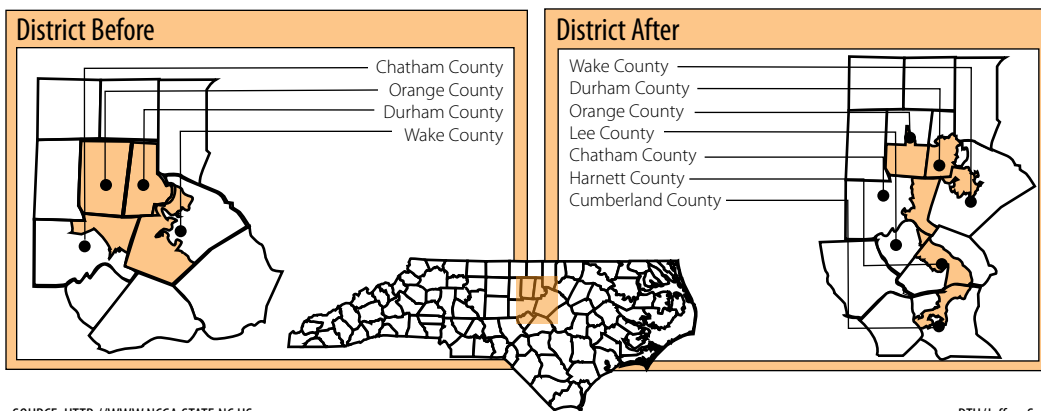 District Before
Chatham County
Orange County
Durham County
Wake County
District After
Wake County
Durham County
Orange County
Lee County
Chatham County
Harnett County
Cumberland County